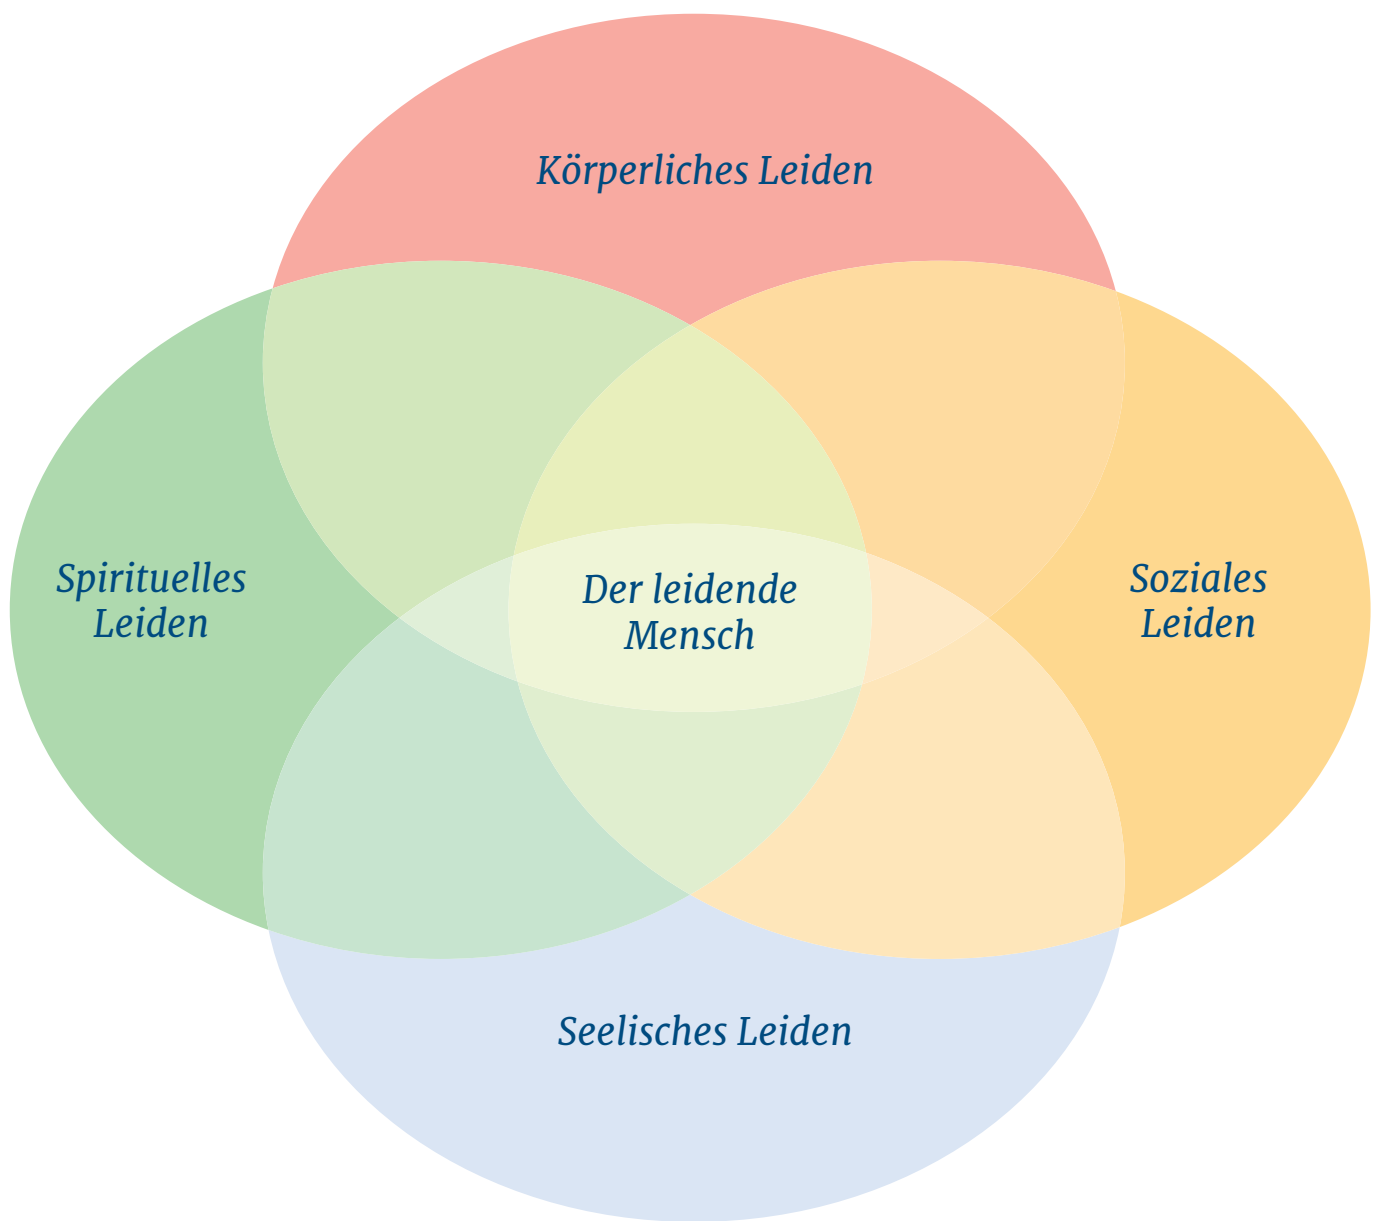 Körperliches Leiden
Spirituelles
Leiden
Der leidende
Mensch
Soziales
Leiden
Seelisches Leiden